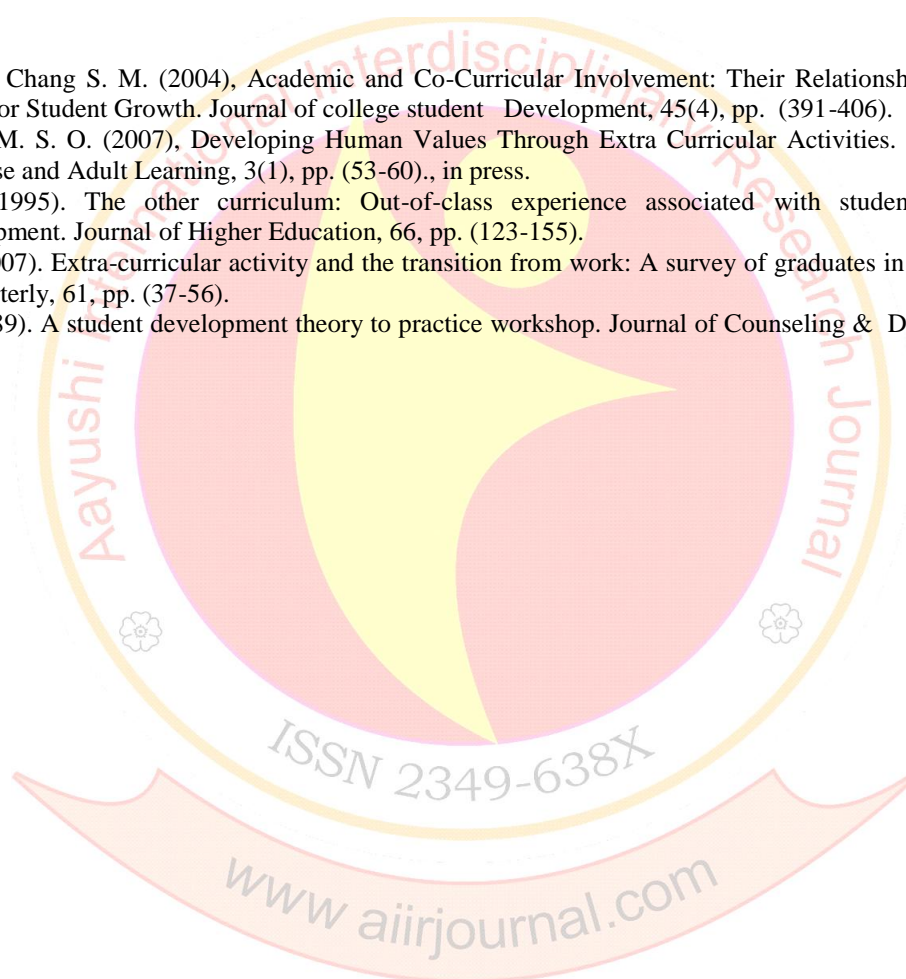 Chang S. M. (2004), Academic and Co-Curricular Involvement: Their Relationsh
or Student Growth. Journal of college student Development, 45(4), pp. (391-406).
M. S. O. (2007), Developing Human Values Through Extra Curricular Activities.
se and Adult Learning, 3(1), pp. (53-60)., in press.
1995). The other curriculum: Out-of-class experience associated with studen
pment. Journal of Higher Education, 66, pp. (123-155).
007). Extra-curricular activity and the transition from work: A survey of graduates in
terly, 61, pp. (37-56).
89). A student development theory to practice workshop. Journal of Counseling & D
Aayushi International Interdisciplinary Research Journal
ISSN 2349-638X
www aiirjournal.com